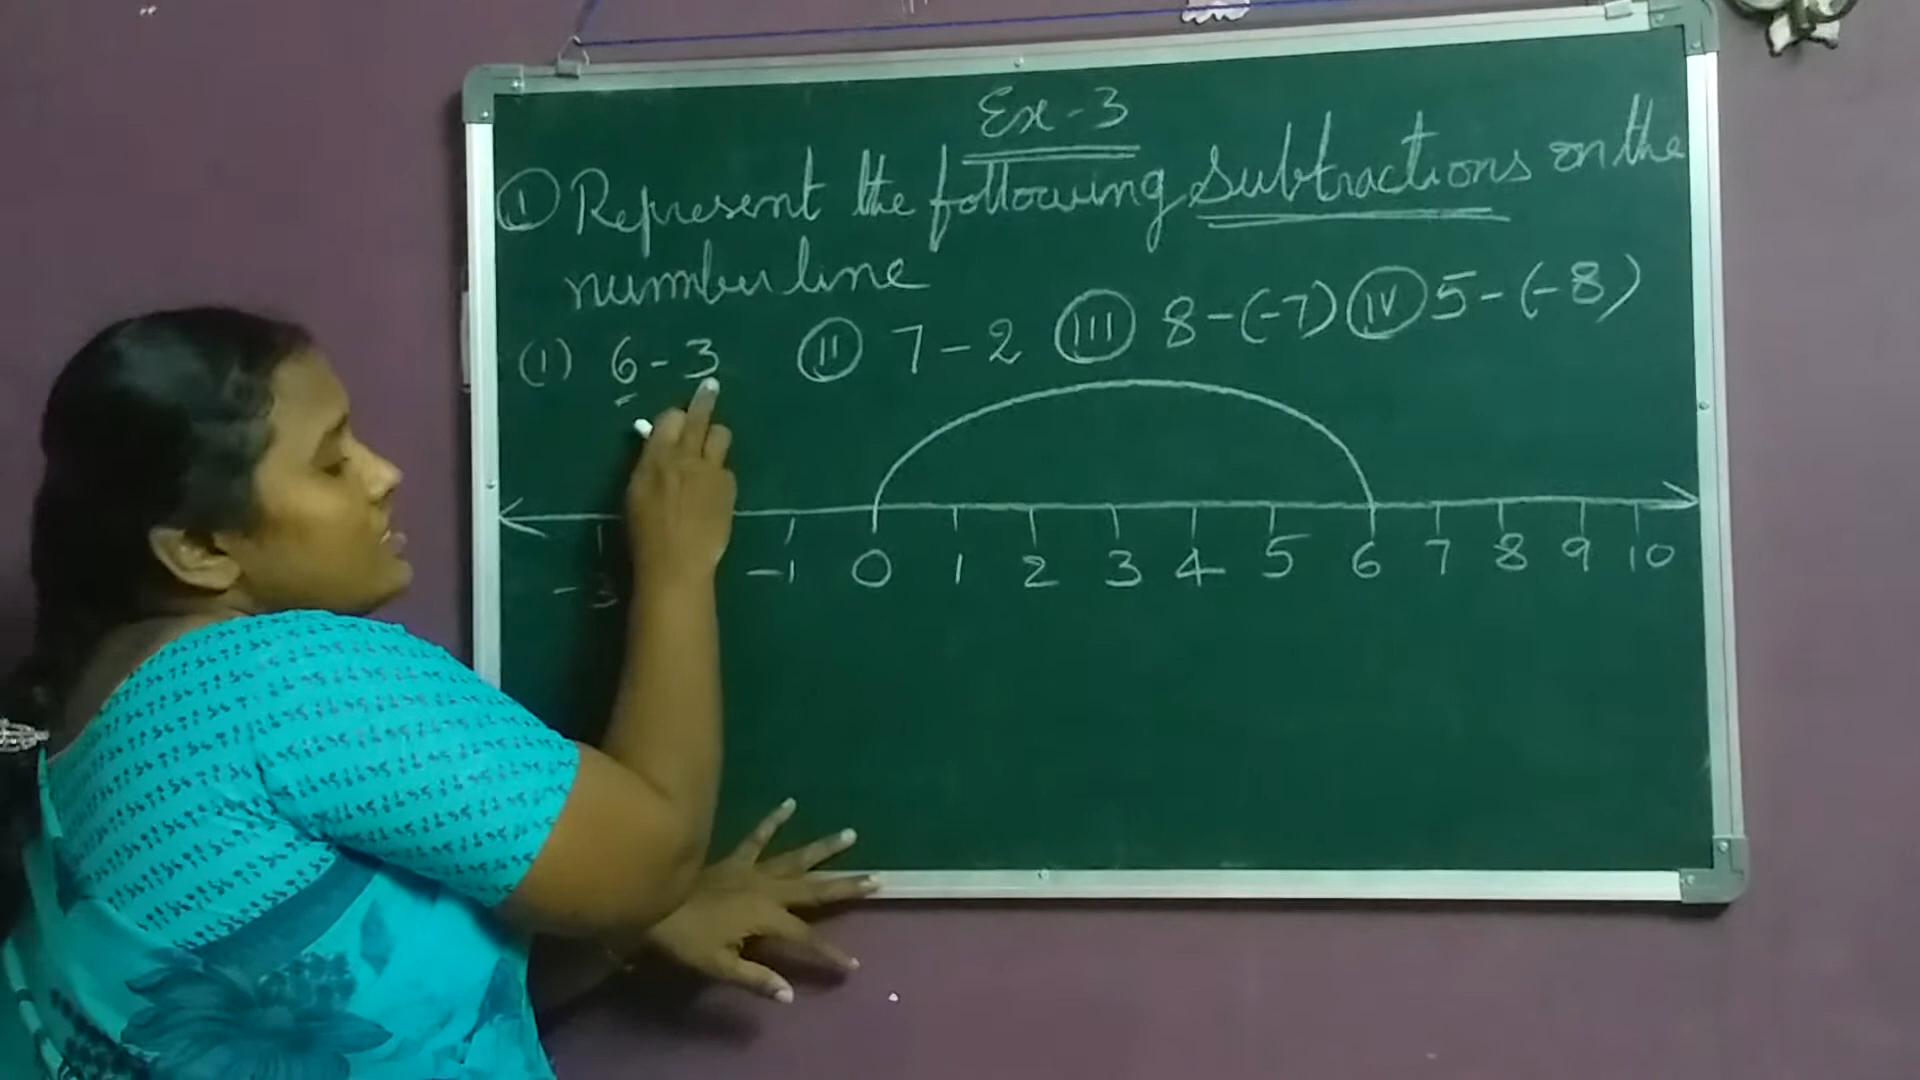 Ex-3
① Represent the following subtractions on the
number line
(i) 6-3 (ii) 7-2 (iii) 8-(-7) (iv) 5-(-8)
-3 -1 0 1 2 3 4 5 6 7 8 9 10